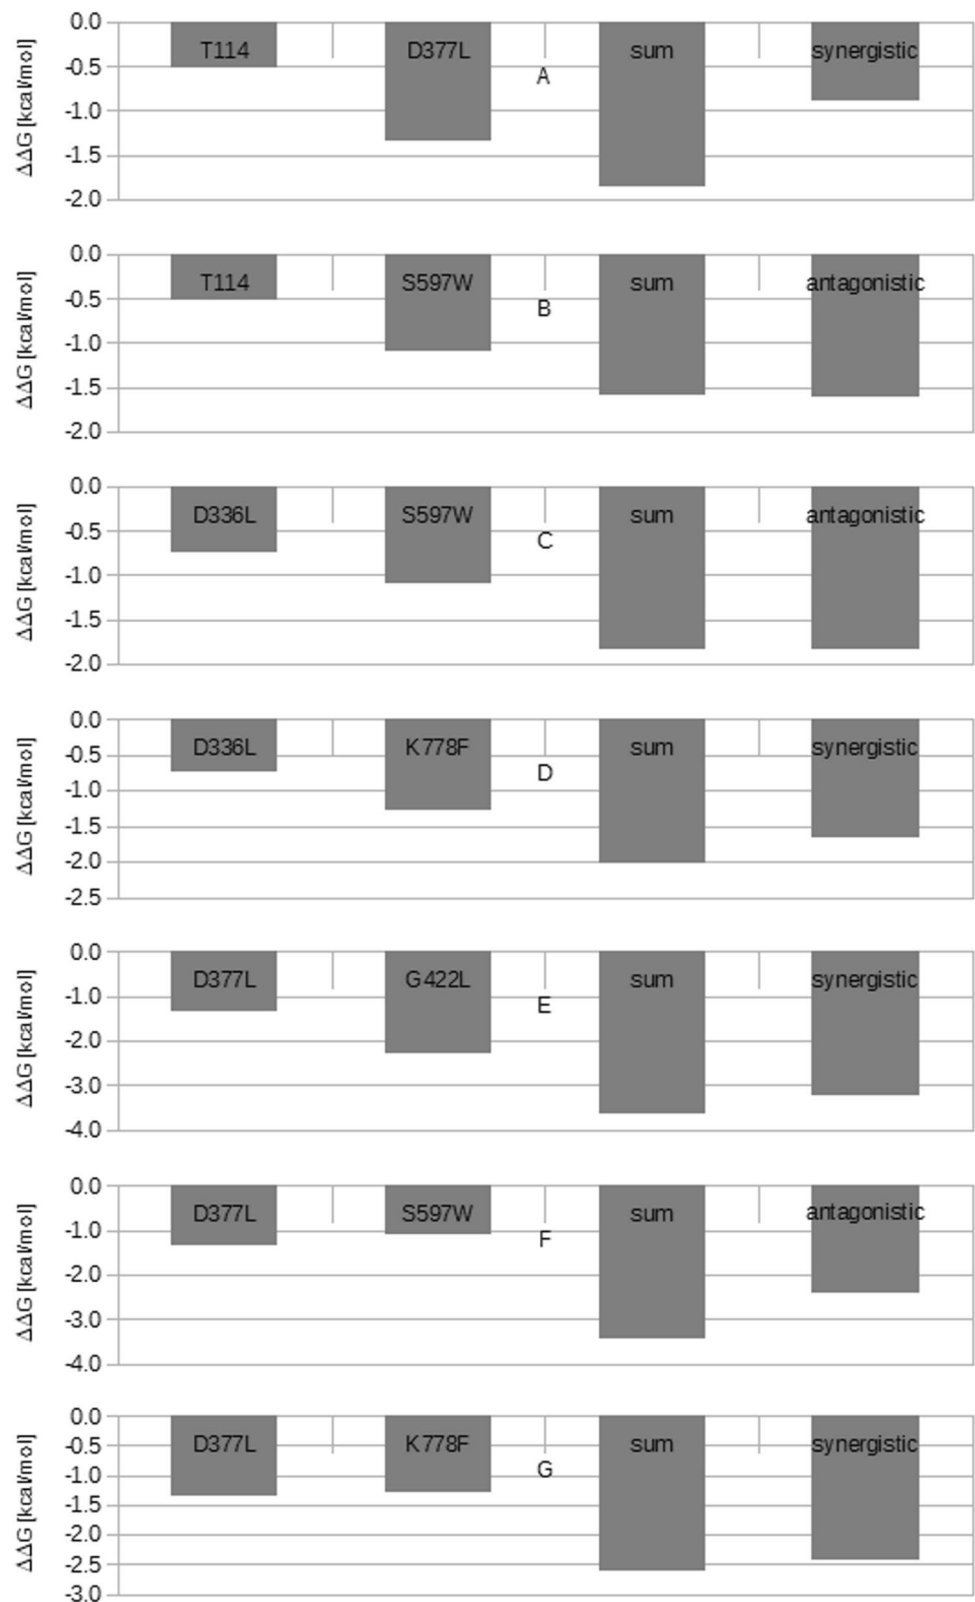 ΔΔG [kcal/mol]
0.0
-0.5
-1.0
-1.5
-2.0
T114 D377L sum synergistic
A
ΔΔG [kcal/mol]
0.0
-0.5
-1.0
-1.5
-2.0
T114 S597W sum antagonistic
B
ΔΔG [kcal/mol]
0.0
-0.5
-1.0
-1.5
-2.0
D336L S597W sum antagonistic
C
ΔΔG [kcal/mol]
0.0
-0.5
-1.0
-1.5
-2.0
-2.5
D336L K778F sum synergistic
D
ΔΔG [kcal/mol]
0.0
-1.0
-2.0
-3.0
-4.0
D377L G422L sum synergistic
E
ΔΔG [kcal/mol]
0.0
-1.0
-2.0
-3.0
-4.0
D377L S597W sum antagonistic
F
ΔΔG [kcal/mol]
0.0
-0.5
-1.0
-1.5
-2.0
-2.5
-3.0
D377L K778F sum synergistic
G